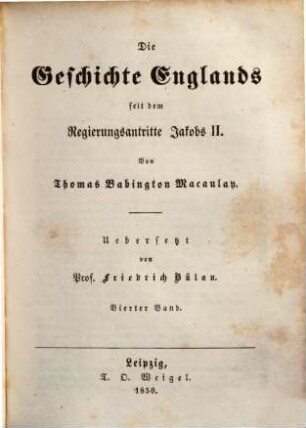 Die
Geschichte Englands
seit dem
Regierungsantritte Jakobs II.
Von
Thomas Babington Macaulay.
Uebersetzt
von
Prof. Friedrich Bülau.
Vierter Band.
Leipzig,
T. O. Weigel.
1850.